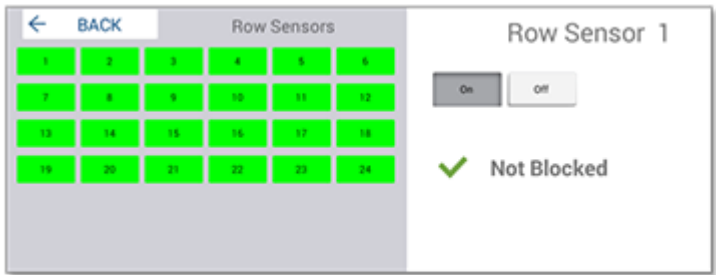 BACK
Row Sensors
1 2 3 4 5 6
7 8 9 10 11 12
13 14 15 16 17 18
19 20 21 22 23 24
Row Sensor 1
On Off
Not Blocked